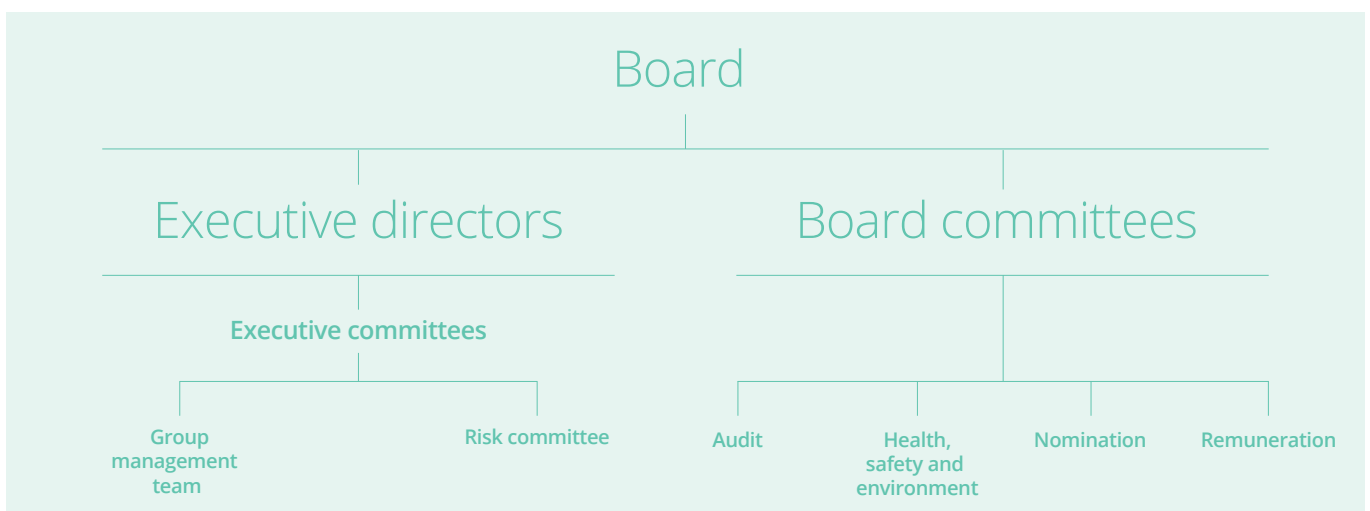 Board
Executive directors
Board committees
Executive committees
Group
management
team
Risk committee
Audit
Health,
safety and
environment
Nomination
Remuneration